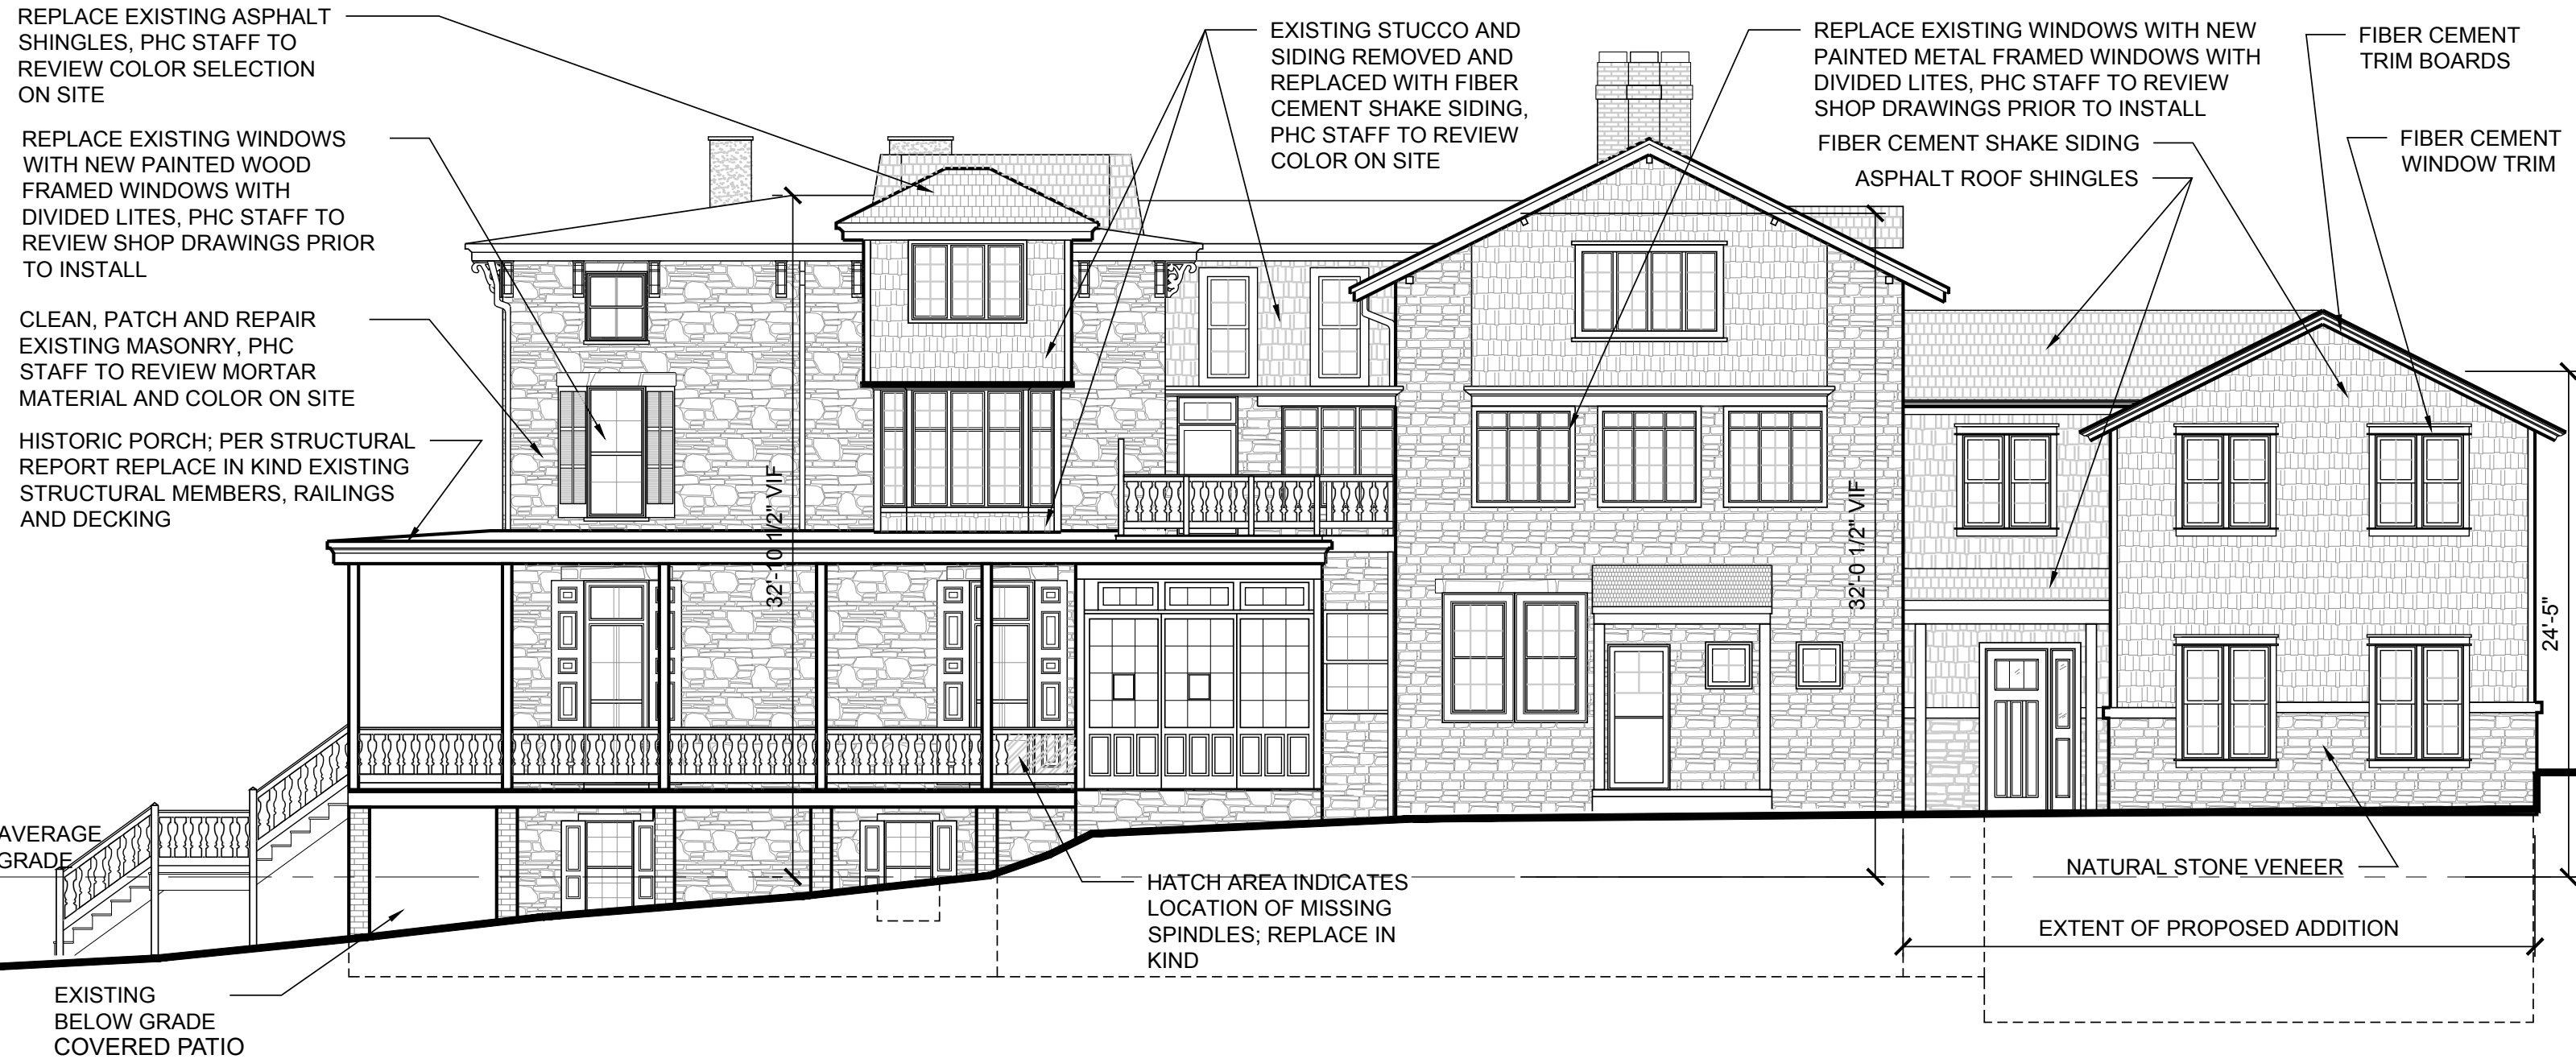 REPLACE EXISTING ASPHALT
SHINGLES, PHC STAFF TO
REVIEW COLOR SELECTION
ON SITE
REPLACE EXISTING WINDOWS
WITH NEW PAINTED WOOD
FRAMED WINDOWS WITH
DIVIDED LITES, PHC STAFF TO
REVIEW SHOP DRAWINGS PRIOR
TO INSTALL
CLEAN, PATCH AND REPAIR
EXISTING MASONRY, PHC
STAFF TO REVIEW MORTAR
MATERIAL AND COLOR ON SITE
HISTORIC PORCH; PER STRUCTURAL
REPORT REPLACE IN KIND EXISTING
STRUCTURAL MEMBERS, RAILINGS
AND DECKING
EXISTING STUCCO AND
SIDING REMOVED AND
REPLACED WITH FIBER
CEMENT SHAKE SIDING,
PHC STAFF TO REVIEW
COLOR ON SITE
REPLACE EXISTING WINDOWS WITH NEW
PAINTED METAL FRAMED WINDOWS WITH
DIVIDED LITES, PHC STAFF TO REVIEW
SHOP DRAWINGS PRIOR TO INSTALL
FIBER CEMENT SHAKE SIDING
ASPHALT ROOF SHINGLES
FIBER CEMENT
TRIM BOARDS
FIBER CEMENT
WINDOW TRIM
32'-10 1/2" VIF
32'-0 1/2" VIF
24'-5"
AVERAGE
GRADE
EXISTING
BELOW GRADE
COVERED PATIO
HATCH AREA INDICATES
LOCATION OF MISSING
SPINDLES; REPLACE IN
KIND
NATURAL STONE VENEER
EXTENT OF PROPOSED ADDITION